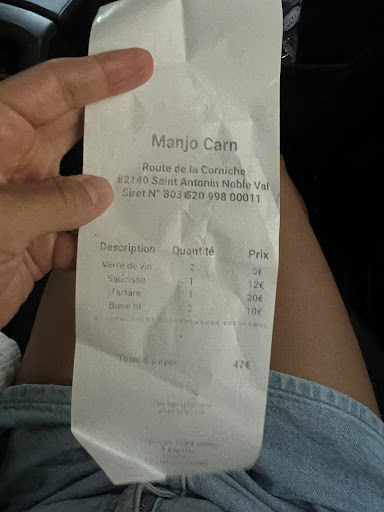 Manjo Carn
Route de la Corniche
82140 Saint Antonin Noble Val
Siret N° 803 620 998 00011
Description Quantité Prix
Verre de vin 2 5€
Saucisse 1 12€
Tartare 1 20€
Biere bt 2 10€
Total à payer 47€